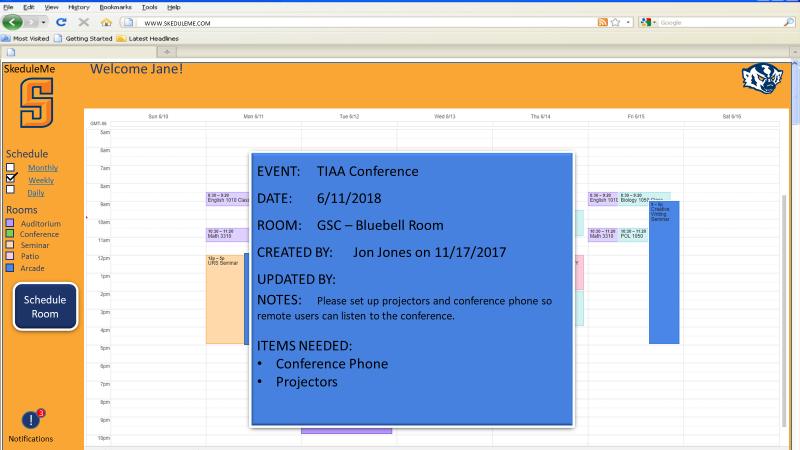 File Edit View History Bookmarks Tools Help
WWW.SKEDULEME.COM
Google
Most Visited Getting Started Latest Headlines
SkeduleMe
Welcome Jane!
S
Schedule
Monthly
Weekly
Daily
Rooms
Auditorium
Conference
Seminar
Patio
Arcade
Schedule
Room
3
!
Notifications
Sun 6/10 Mon 6/11 Tue 6/12 Wed 6/13 Thu 6/14 Fri 6/15 Sat 6/16
GMT-06
5am
6am
7am
8am
9am
10am
11am
12pm
1pm
2pm
3pm
4pm
5pm
6pm
7pm
8pm
9pm
10pm
8:30 – 9:20
English 1010 Class
10:30 – 11:20
Math 3310
12p – 5p
URS Seminar
EVENT: TIAA Conference
DATE: 6/11/2018
ROOM: GSC – Bluebell Room
CREATED BY: Jon Jones on 11/17/2017
UPDATED BY:
NOTES: Please set up projectors and conference phone so
remote users can listen to the conference.
ITEMS NEEDED:
• Conference Phone
• Projectors
8:30 – 9:20
English 1010
8:30 – 9:20
Biology 1050 Class
10:30 – 11:20
Math 3310
10:30 – 11:20
POL 1050
Creative
Writing
Seminar